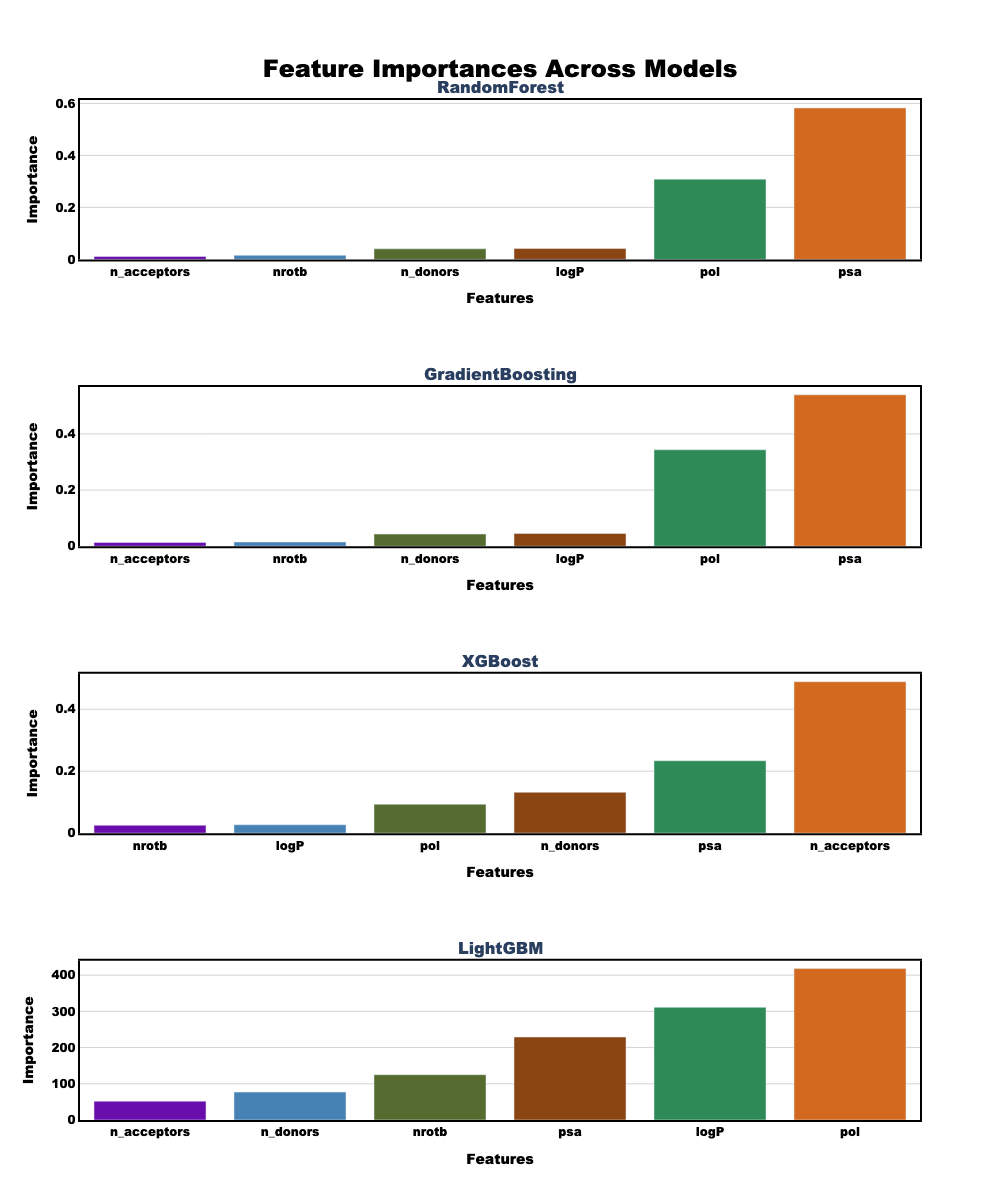 Feature Importances Across Models
RandomForest
Importance
0.6
0.4
0.2
0
n_acceptors nrotb n_donors logP pol psa
Features
GradientBoosting
Importance
0.4
0.2
0
n_acceptors nrotb n_donors logP pol psa
Features
XGBoost
Importance
0.4
0.2
0
nrotb logP pol n_donors psa n_acceptors
Features
LightGBM
Importance
400
300
200
100
0
n_acceptors n_donors nrotb psa logP pol
Features